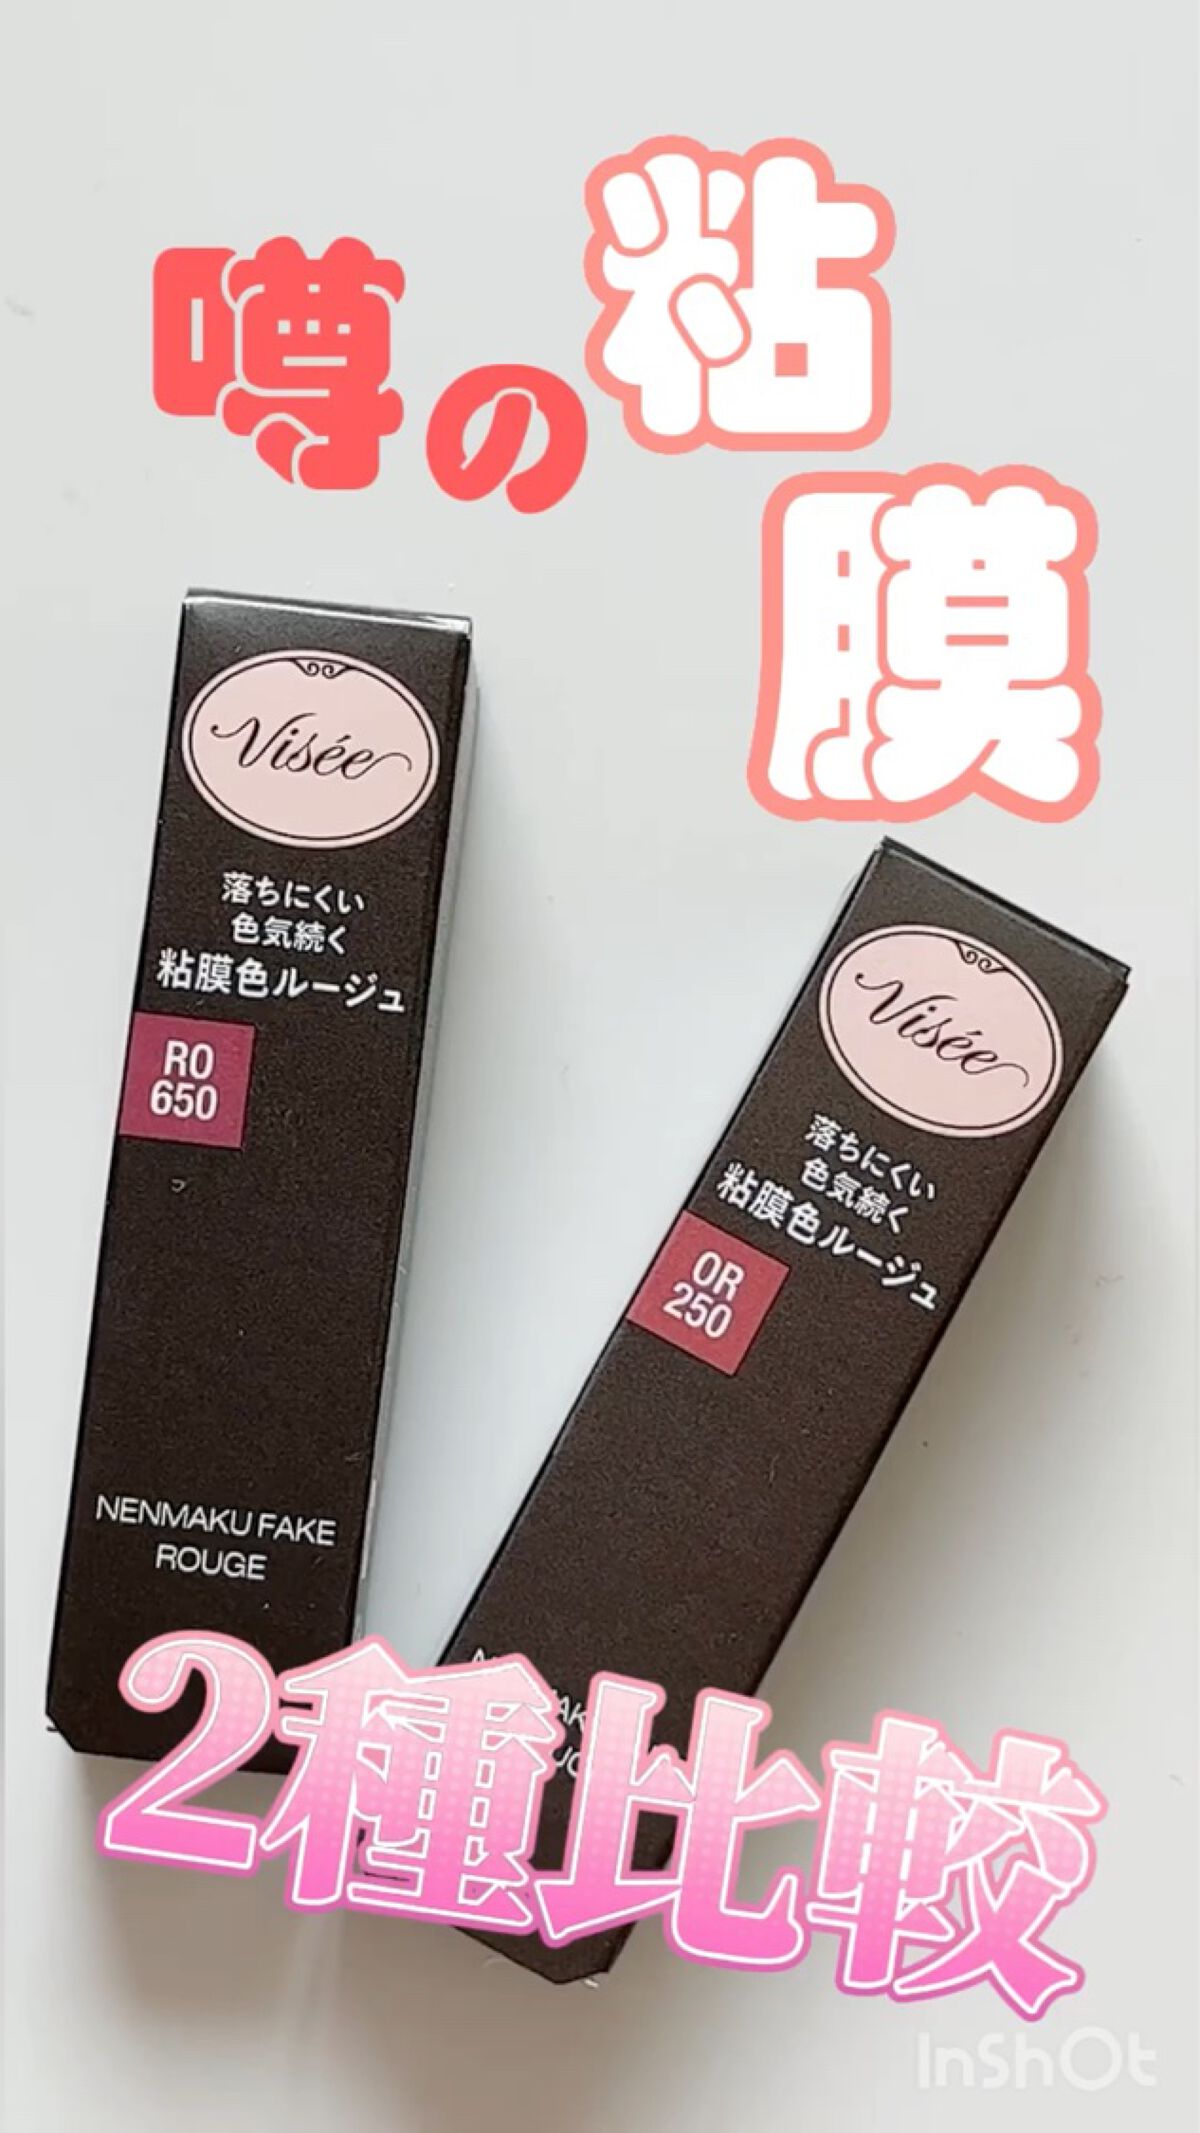 噂の粘膜
Visée
落ちにくい
色気続く
粘膜色ルージュ
RO
650
NENMAKU FAKE
ROUGE
Visée
落ちにくい
色気続く
粘膜色ルージュ
OR
250
2種比較
InShOt